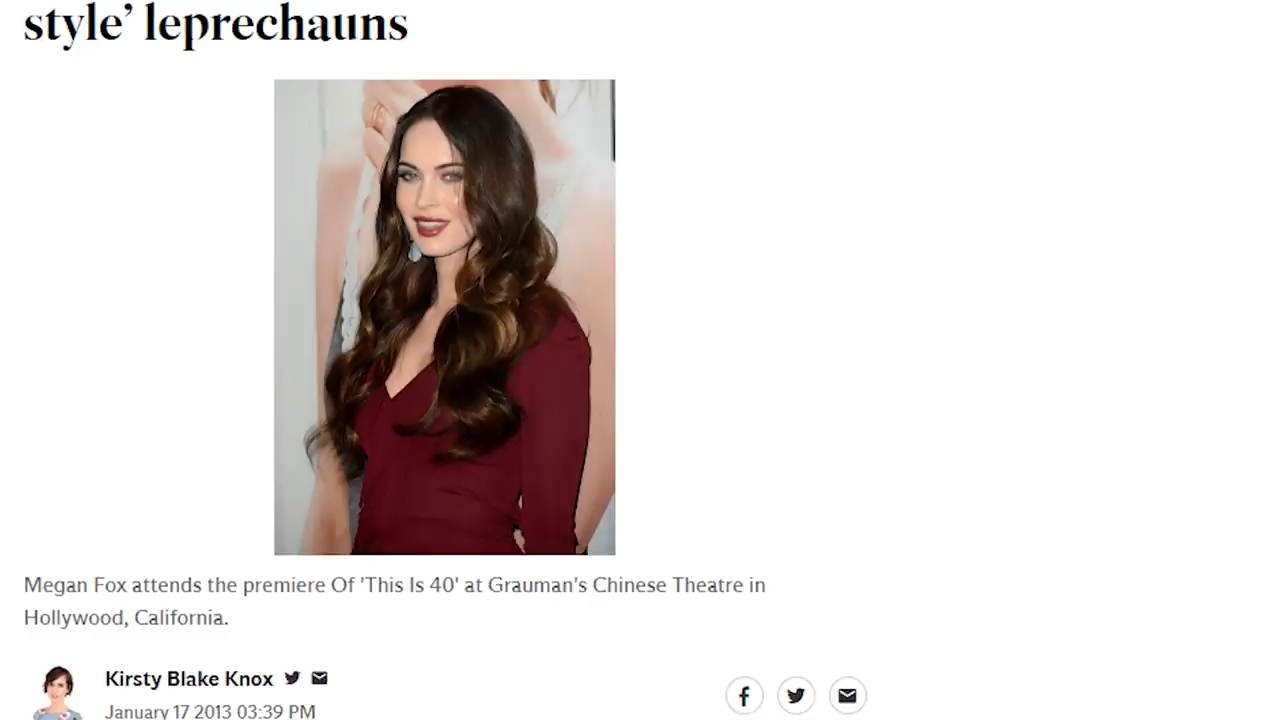 style’ leprechauns
Megan Fox attends the premiere Of 'This Is 40' at Grauman's Chinese Theatre in
Hollywood, California.
Kirsty Blake Knox
January 17 2013 03:39 PM